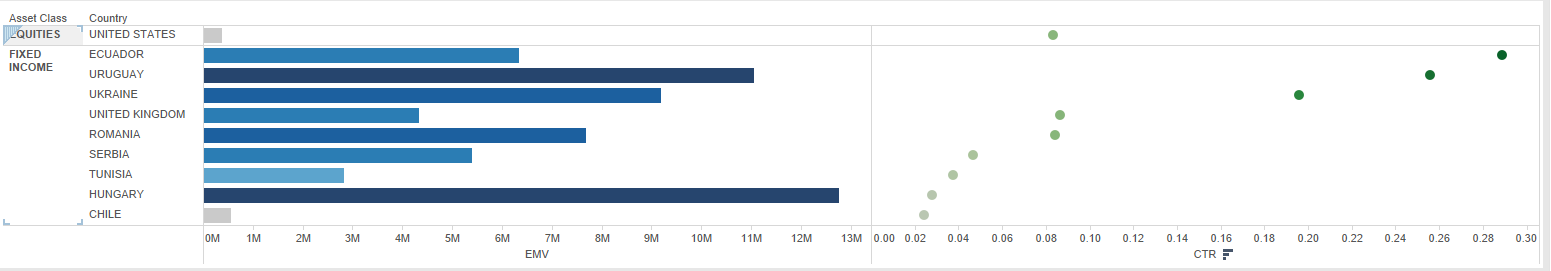 Asset Class Country
EQUITIES UNITED STATES
FIXED INCOME ECUADOR
URUGUAY
UKRAINE
UNITED KINGDOM
ROMANIA
SERBIA
TUNISIA
HUNGARY
CHILE
0M 1M 2M 3M 4M 5M 6M 7M 8M 9M 10M 11M 12M 13M 0.00 0.02 0.04 0.06 0.08 0.10 0.12 0.14 0.16 0.18 0.20 0.22 0.24 0.26 0.28 0.30
EMV CTR